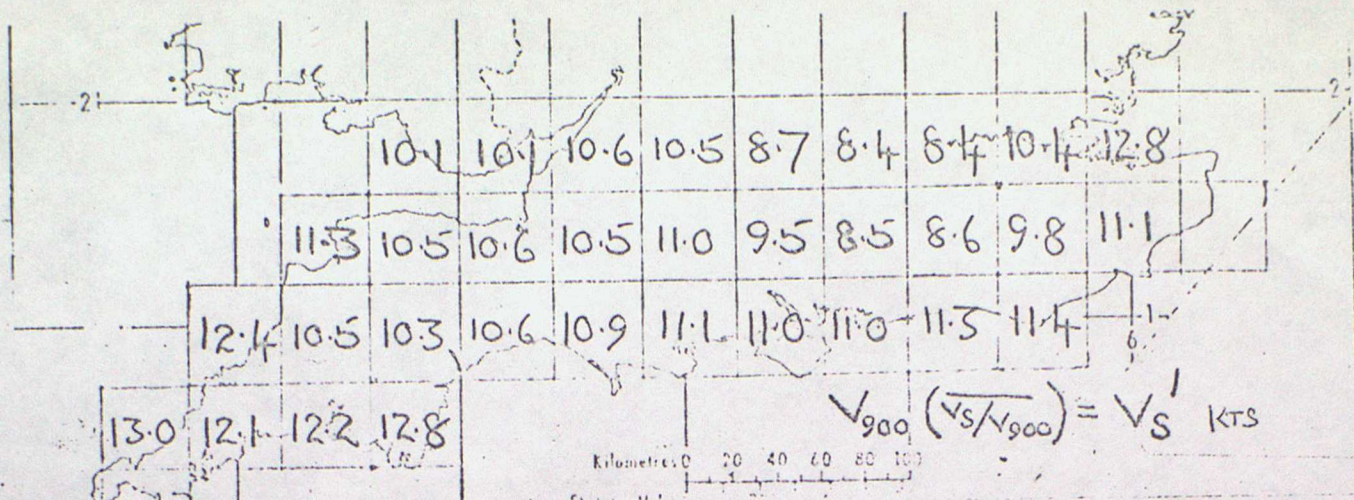 2
2
10.1 10.1 10.6 10.5 8.7 8.4 8.4 10.4 12.8
11.3 10.5 10.6 10.5 11.0 9.5 8.5 8.6 9.8 11.1
12.4 10.5 10.3 10.6 10.9 11.1 11.0 11.0 11.3 11.4 1
6
13.0 12.1 12.2 12.8
V900 (VS/V900) = VS' KTS
Kilometres 0 20 40 60 80 100